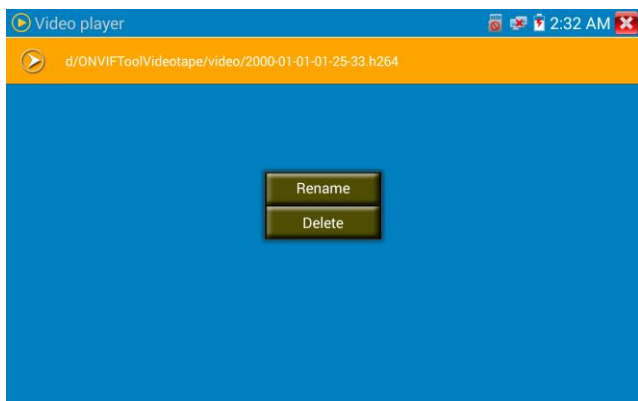 Video player 2:32 AM
d/ONVIFToolVideotape/video/2000-01-01-01-25-33.h264
Rename
Delete